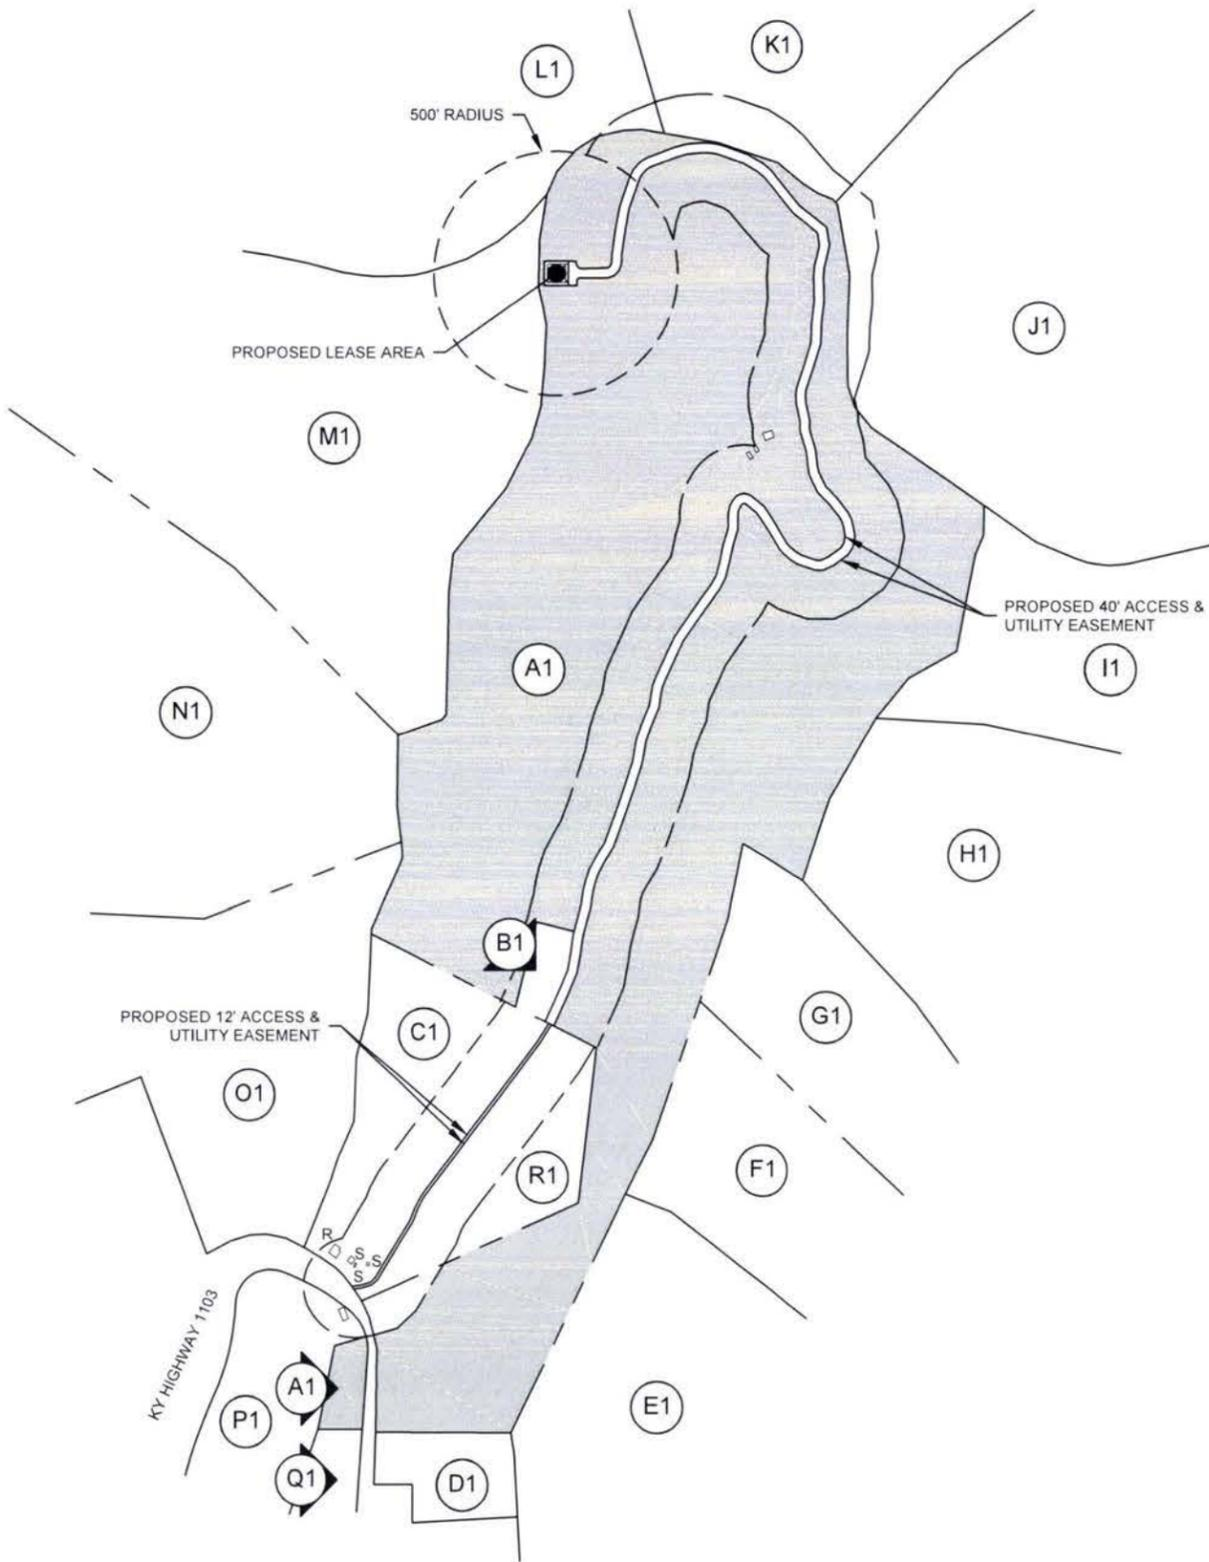 K1
L1
500' RADIUS
J1
PROPOSED LEASE AREA
M1
PROPOSED 40' ACCESS &
UTILITY EASEMENT
A1
I1
N1
H1
B1
PROPOSED 12' ACCESS &
UTILITY EASEMENT
C1
G1
O1
F1
R1
R
S
S
S
KY HIGHWAY 1103
A1
P1
E1
Q1
D1